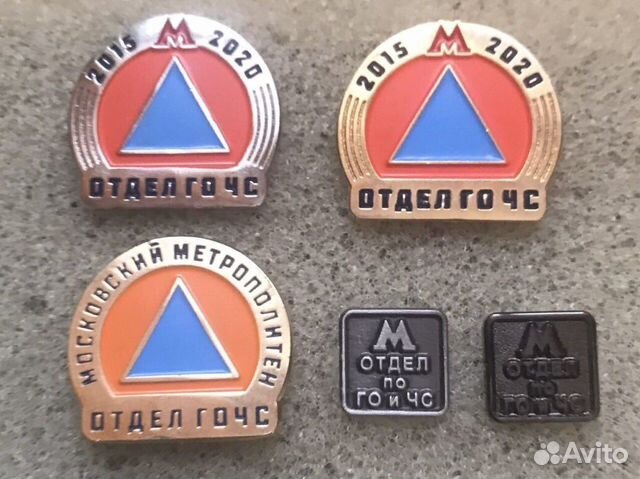 2015 М 2020
ОТДЕЛ ГО ЧС
2015 М 2020
ОТДЕЛ ГО ЧС
МОСКОВСКИЙ МЕТРОПОЛИТЕН
ОТДЕЛ ГОЧС
М
ОТДЕЛ
по
ГО и ЧС
М
ОТДЕЛ
по
ГО и ЧС
Avito